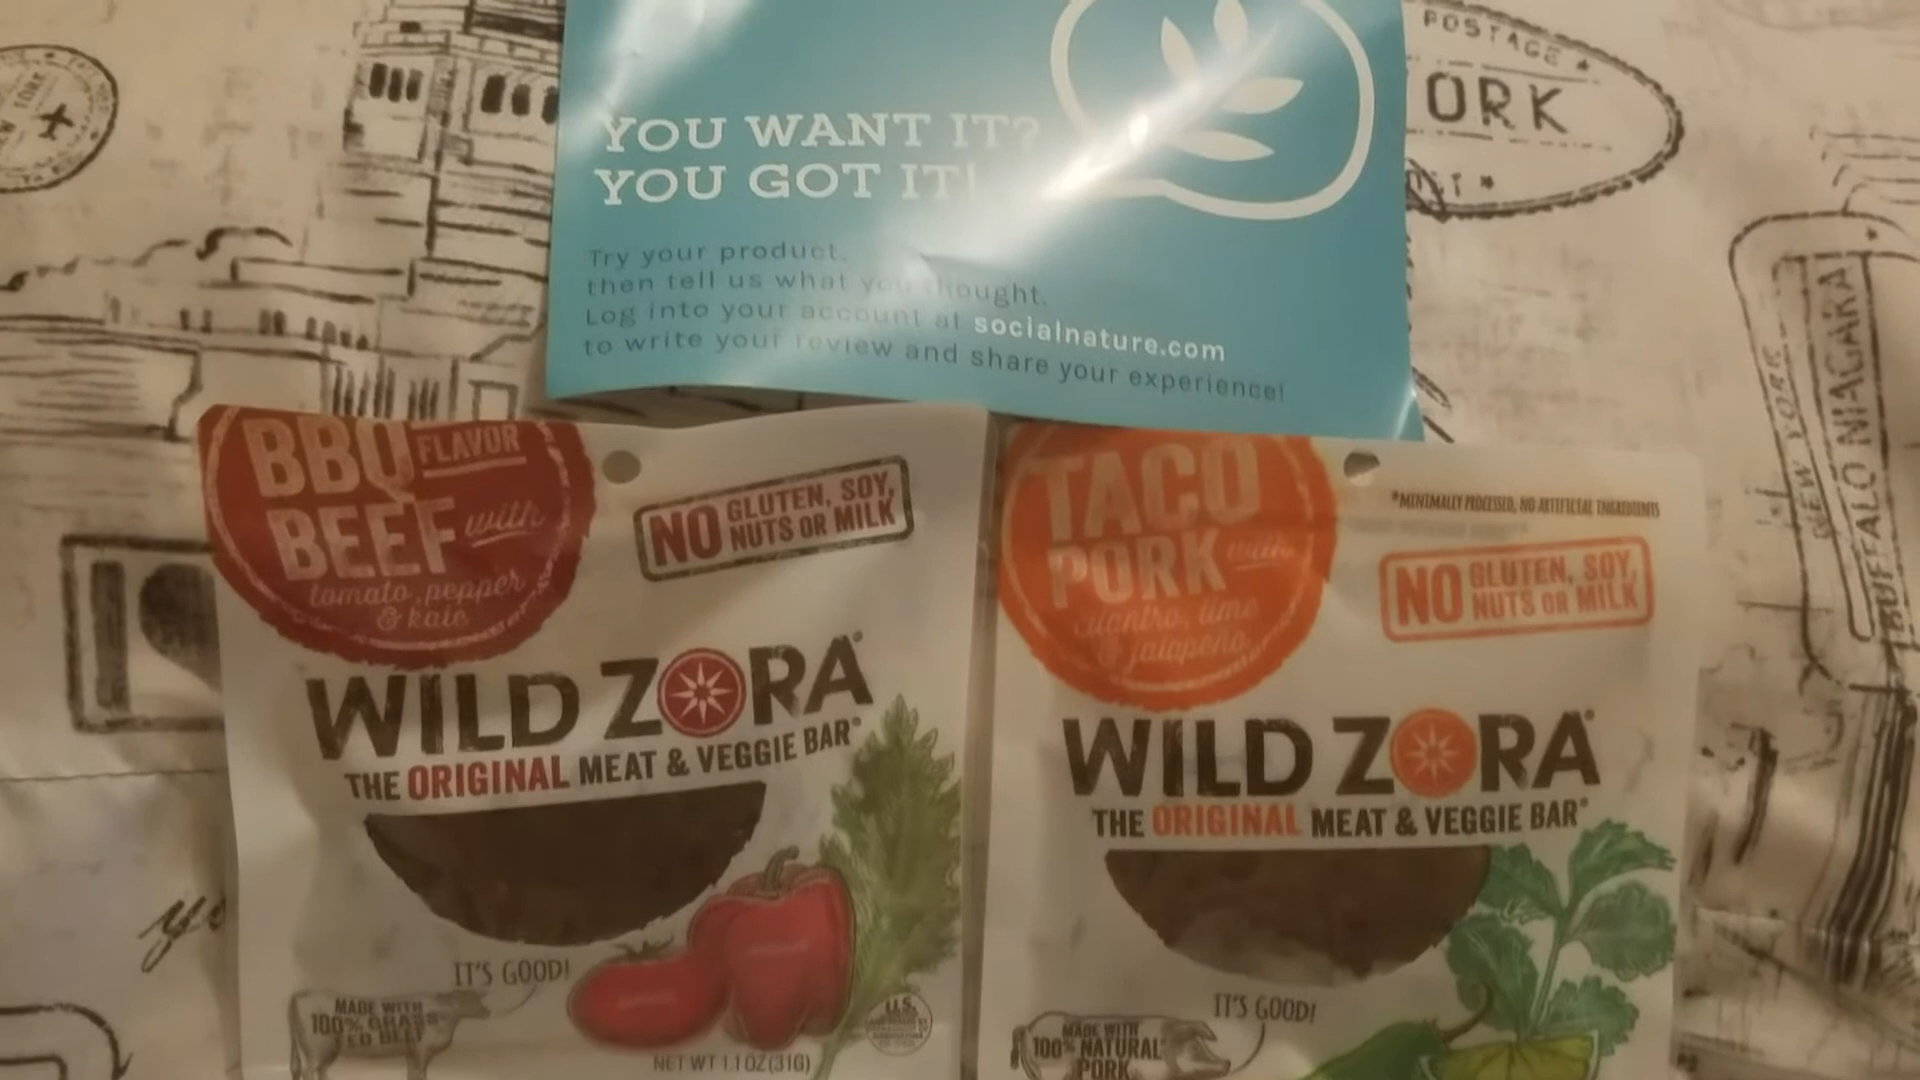 YOU WANT IT?
YOU GOT IT!
Try your product,
then tell us what you thought.
Log into your account at socialnature.com
to write your review and share your experience!
POSTAGE
ORK
NEW YORK
BUFFALO NIAGARA
BBQ FLAVOR
BEEF with
tomato, pepper
& kale
NO GLUTEN, SOY,
NUTS OR MILK
WILD ZORA
THE ORIGINAL MEAT & VEGGIE BAR®
IT'S GOOD!
MADE WITH
100% GRASS
ED BEEF
NET WT 1.1 OZ (31G)
U.S.
TACO
PORK with
cilantro, lime
& jalapeño
*MINIMALLY PROCESSED, NO ARTIFICIAL INGREDIENTS
NO GLUTEN, SOY,
NUTS OR MILK
WILD ZORA
THE ORIGINAL MEAT & VEGGIE BAR®
IT'S GOOD!
MADE WITH
100% NATURAL*
PORK